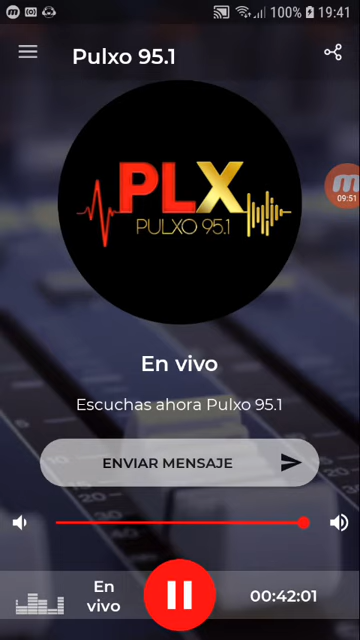 100% 19:41
Pulxo 95.1
PLX
PULXO 95.1
09:51
En vivo
Escuchas ahora Pulxo 95.1
ENVIAR MENSAJE
En
vivo
00:42:01